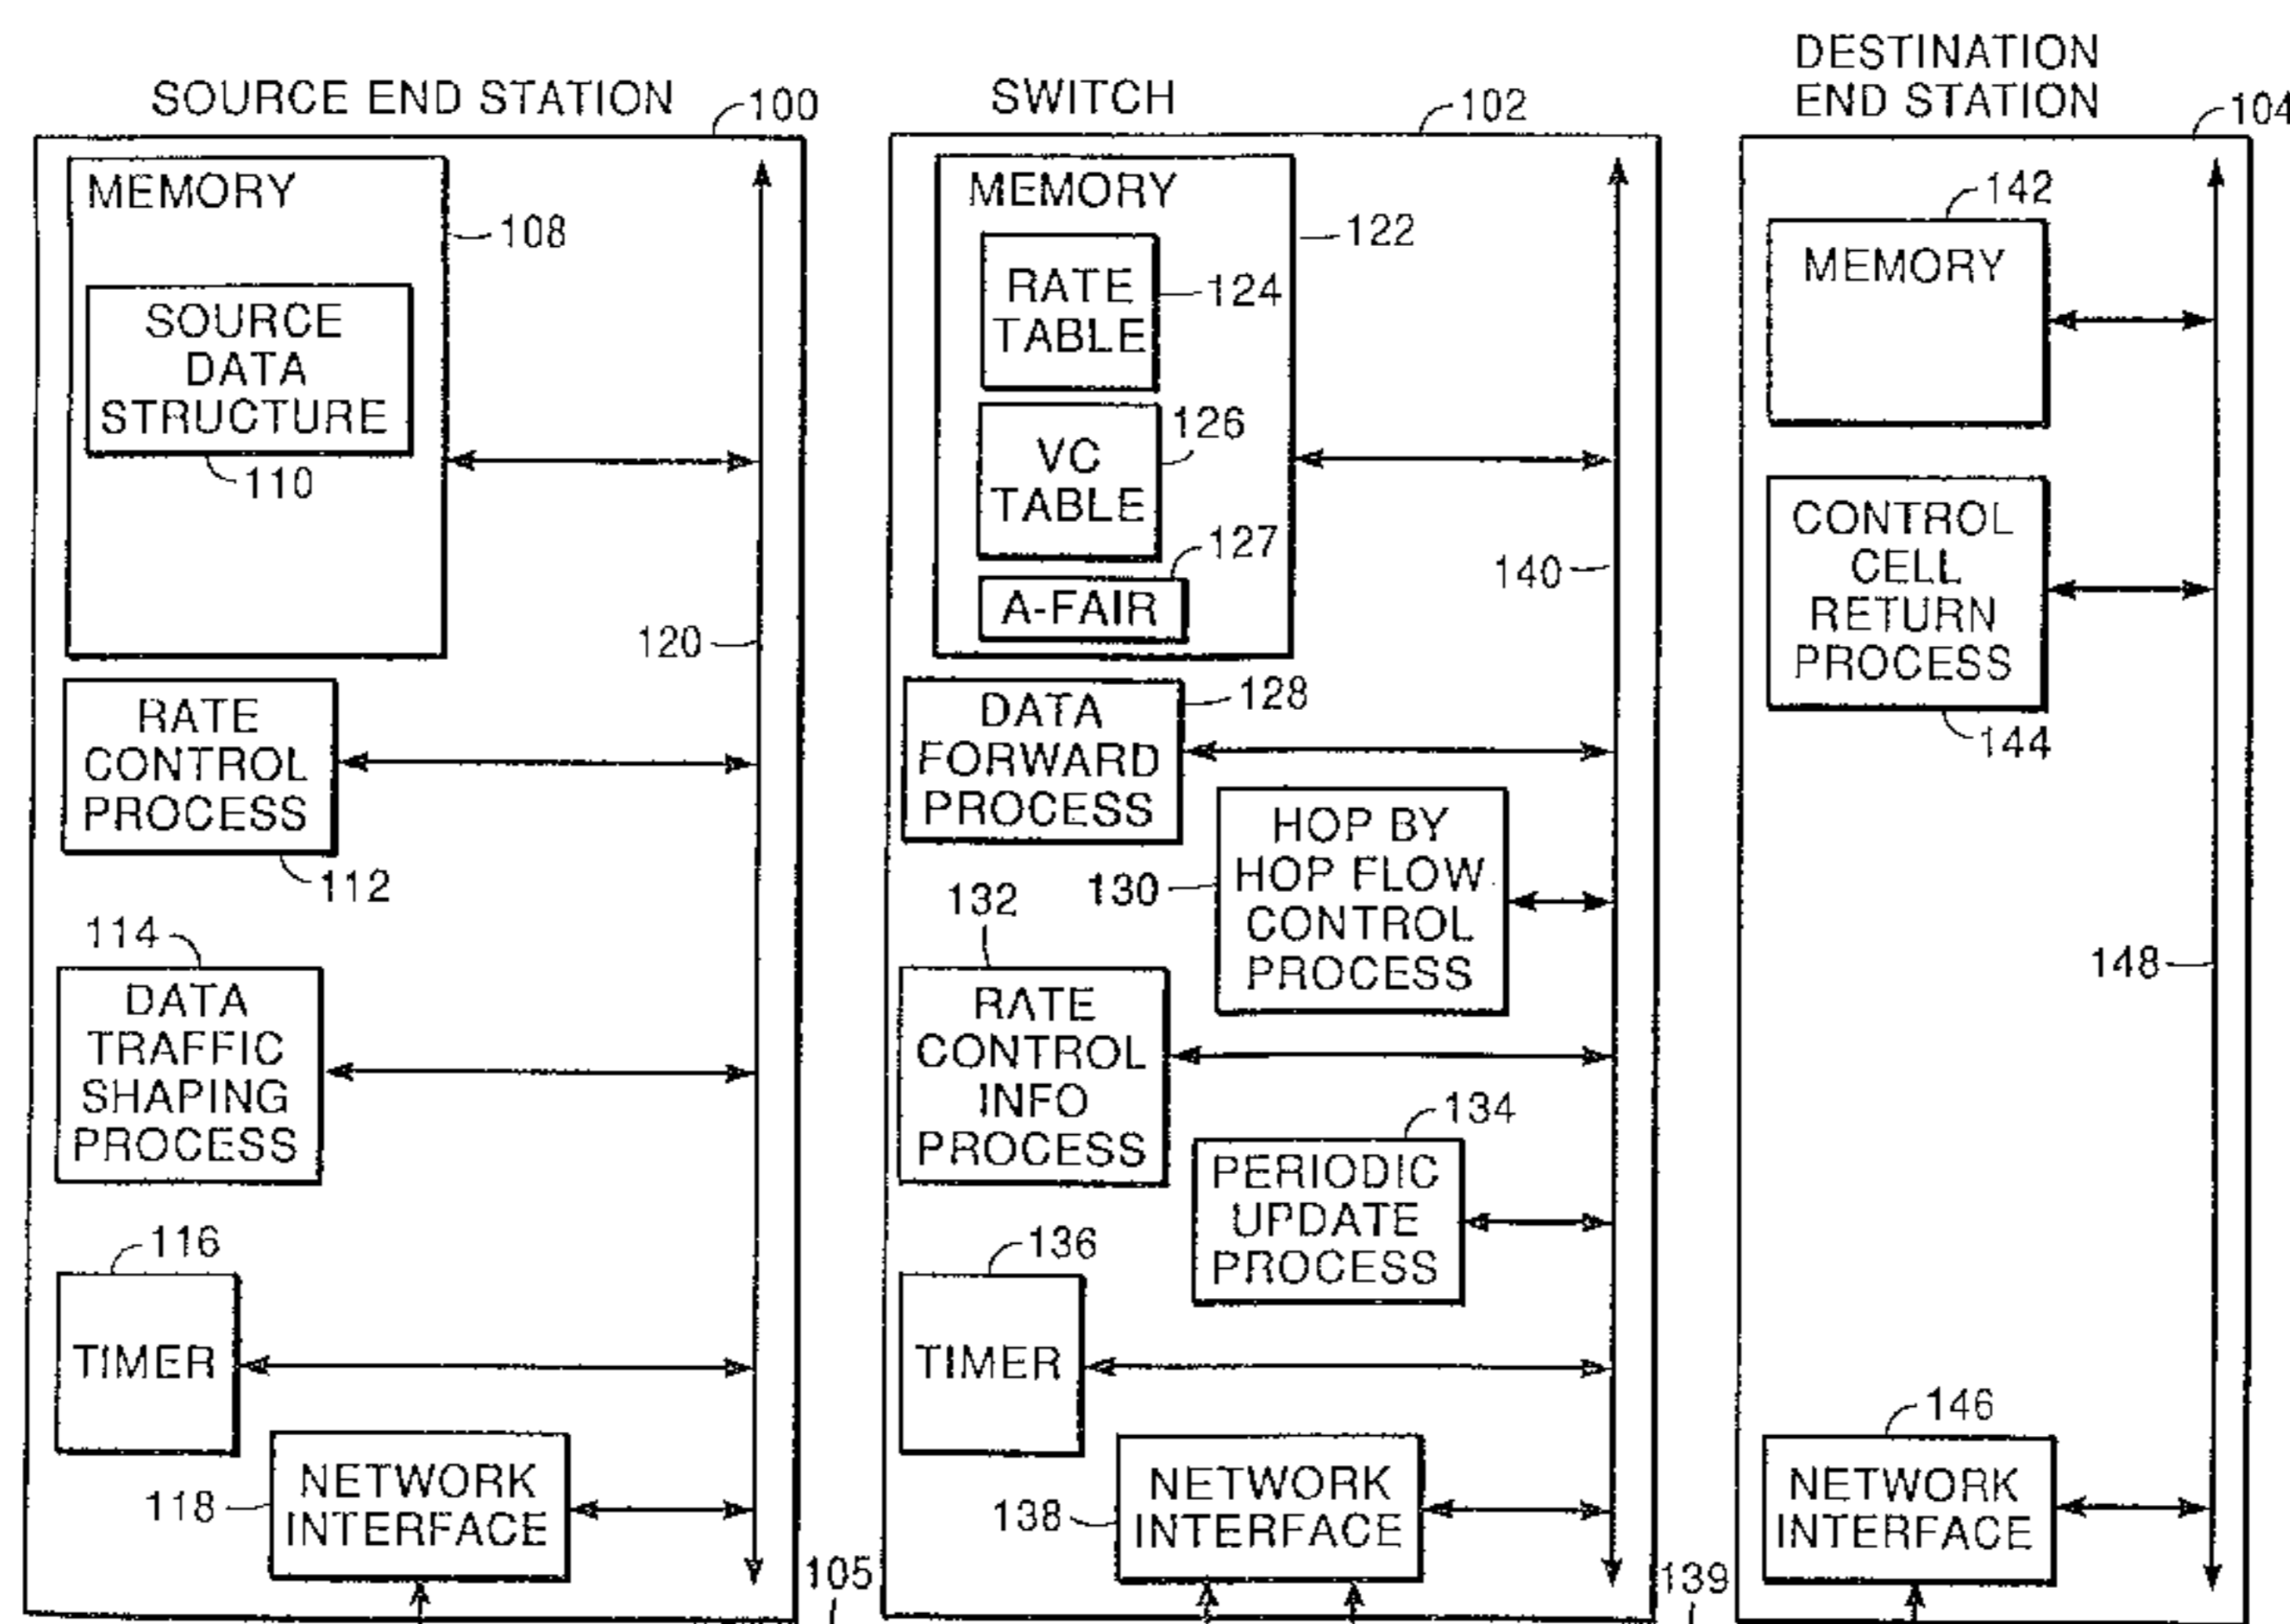 SOURCE END STATION
100
MEMORY
108
SOURCE
DATA
STRUCTURE
110
120
RATE
CONTROL
PROCESS
112
114
DATA
TRAFFIC
SHAPING
PROCESS
116
TIMER
118
NETWORK
INTERFACE
105
SWITCH
102
MEMORY
122
RATE
TABLE
124
126
VC
TABLE
127
A-FAIR
140
128
DATA
FORWARD
PROCESS
130
HOP BY
HOP FLOW
CONTROL
PROCESS
132
RATE
CONTROL
INFO
PROCESS
134
PERIODIC
UPDATE
PROCESS
136
TIMER
138
NETWORK
INTERFACE
139
DESTINATION
END STATION
104
142
MEMORY
CONTROL
CELL
RETURN
PROCESS
144
148
146
NETWORK
INTERFACE